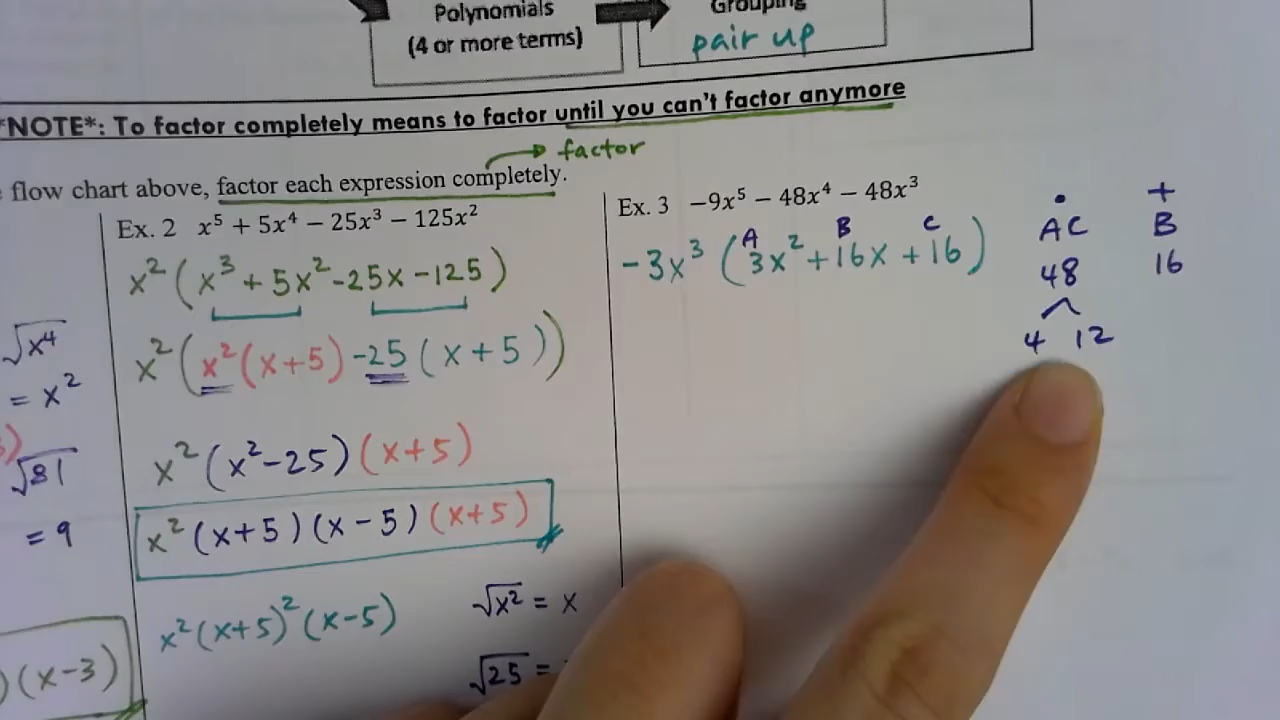 Polynomials
(4 or more terms)
Grouping
pair up
*NOTE*: To factor completely means to factor until you can't factor anymore
factor
flow chart above, factor each expression completely.
Ex. 2 x⁵ + 5x⁴ − 25x³ − 125x²
x² (x³ + 5x² - 25x - 125)
x² (x² (x+5) - 25 (x+5))
x² (x² - 25) (x+5)
x² (x+5) (x-5) (x+5)
x² (x+5)² (x-5)
√x² = x
√25 =
√x⁴
= x²
√81
= 9
) (x-3)
Ex. 3 −9x⁵ − 48x⁴ − 48x³
A B C
-3x³ (3x² + 16x + 16)
• +
AC B
48 16
4 12